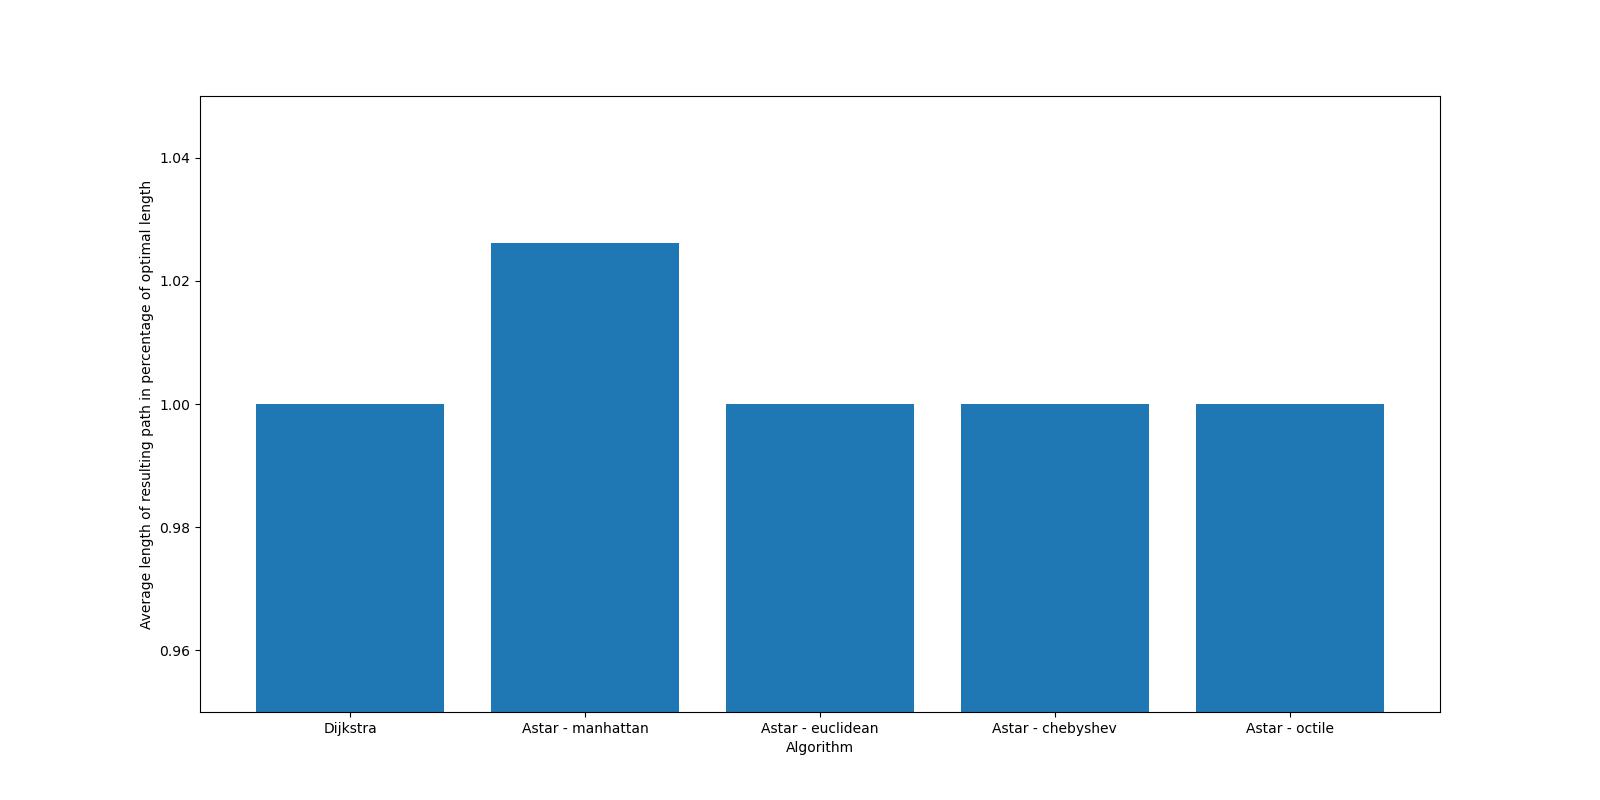 Average length of resulting path in percentage of optimal length
1.04
1.02
1.00
0.98
0.96
Dijkstra
Astar - manhattan
Astar - euclidean
Astar - chebyshev
Astar - octile
Algorithm